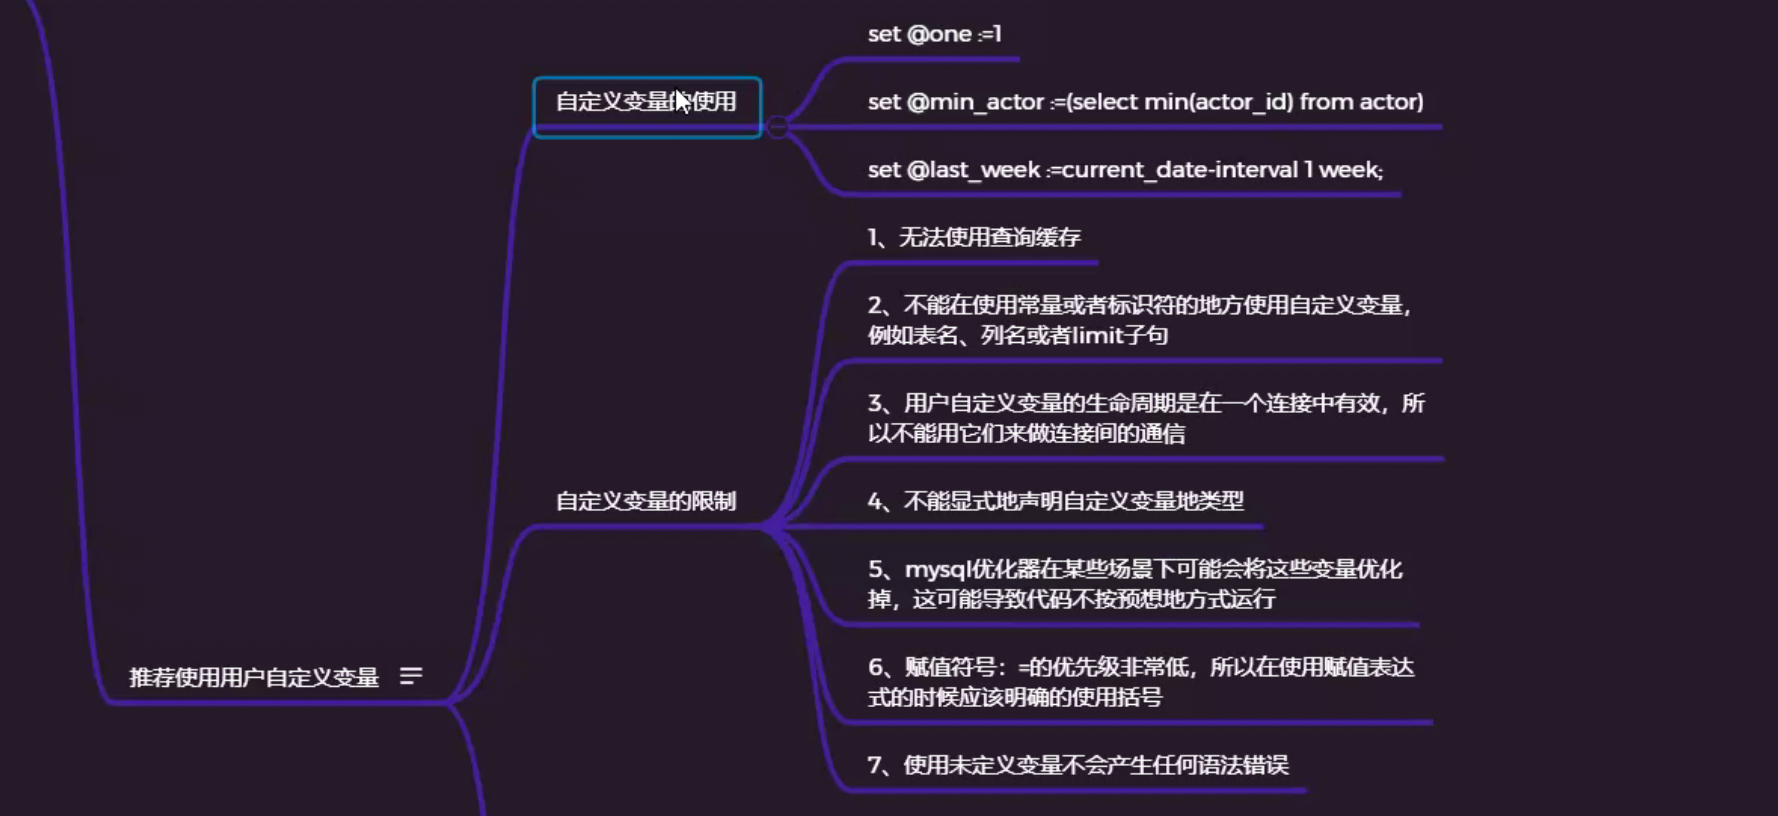 set @one :=1
自定义变量的使用
set @min_actor :=(select min(actor_id) from actor)
set @last_week :=current_date-interval 1 week;
1、无法使用查询缓存
2、不能在使用常量或者标识符的地方使用自定义变量，
例如表名、列名或者limit子句
3、用户自定义变量的生命周期是在一个连接中有效，所
以不能用它们来做连接间的通信
自定义变量的限制
4、不能显式地声明自定义变量地类型
5、mysql优化器在某些场景下可能会将这些变量优化
掉，这可能导致代码不按预想地方式运行
推荐使用用户自定义变量
6、赋值符号：=的优先级非常低，所以在使用赋值表达
式的时候应该明确的使用括号
7、使用未定义变量不会产生任何语法错误